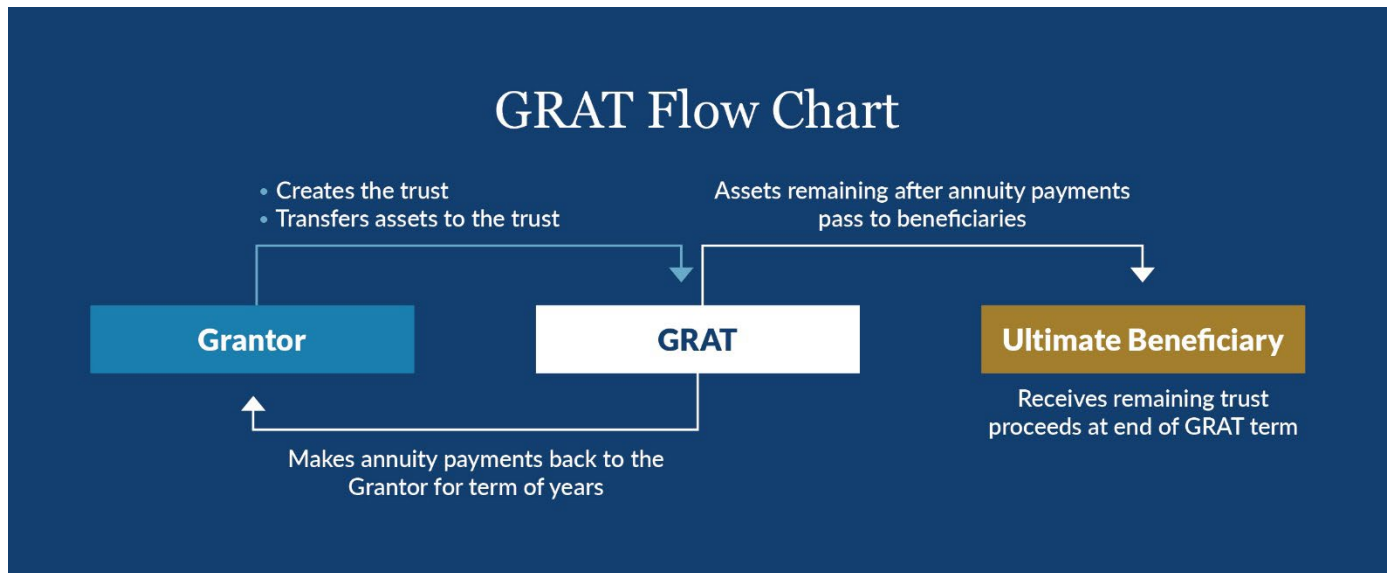 GRAT Flow Chart
• Creates the trust
• Transfers assets to the trust
Assets remaining after annuity payments
pass to beneficiaries
Grantor
GRAT
Ultimate Beneficiary
Receives remaining trust
proceeds at end of GRAT term
Makes annuity payments back to the
Grantor for term of years